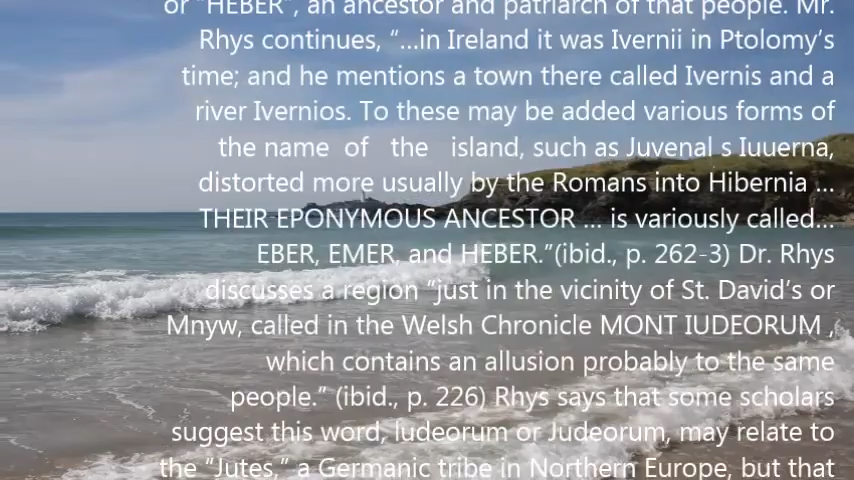 or “HEBER”, an ancestor and patriarch of that people. Mr.
Rhys continues, “...in Ireland it was Ivernii in Ptolomy’s
time; and he mentions a town there called Ivernis and a
river Ivernios. To these may be added various forms of
the name of the island, such as Juvenal s Iuuerna,
distorted more usually by the Romans into Hibernia ...
THEIR EPONYMOUS ANCESTOR ... is variously called...
EBER, EMER, and HEBER.”(ibid., p. 262-3) Dr. Rhys
discusses a region “just in the vicinity of St. David’s or
Mnyw, called in the Welsh Chronicle MONT IUDEORUM ,
which contains an allusion probably to the same
people.” (ibid., p. 226) Rhys says that some scholars
suggest this word, Iudeorum or Judeorum, may relate to
the “Jutes,” a Germanic tribe in Northern Europe, but that